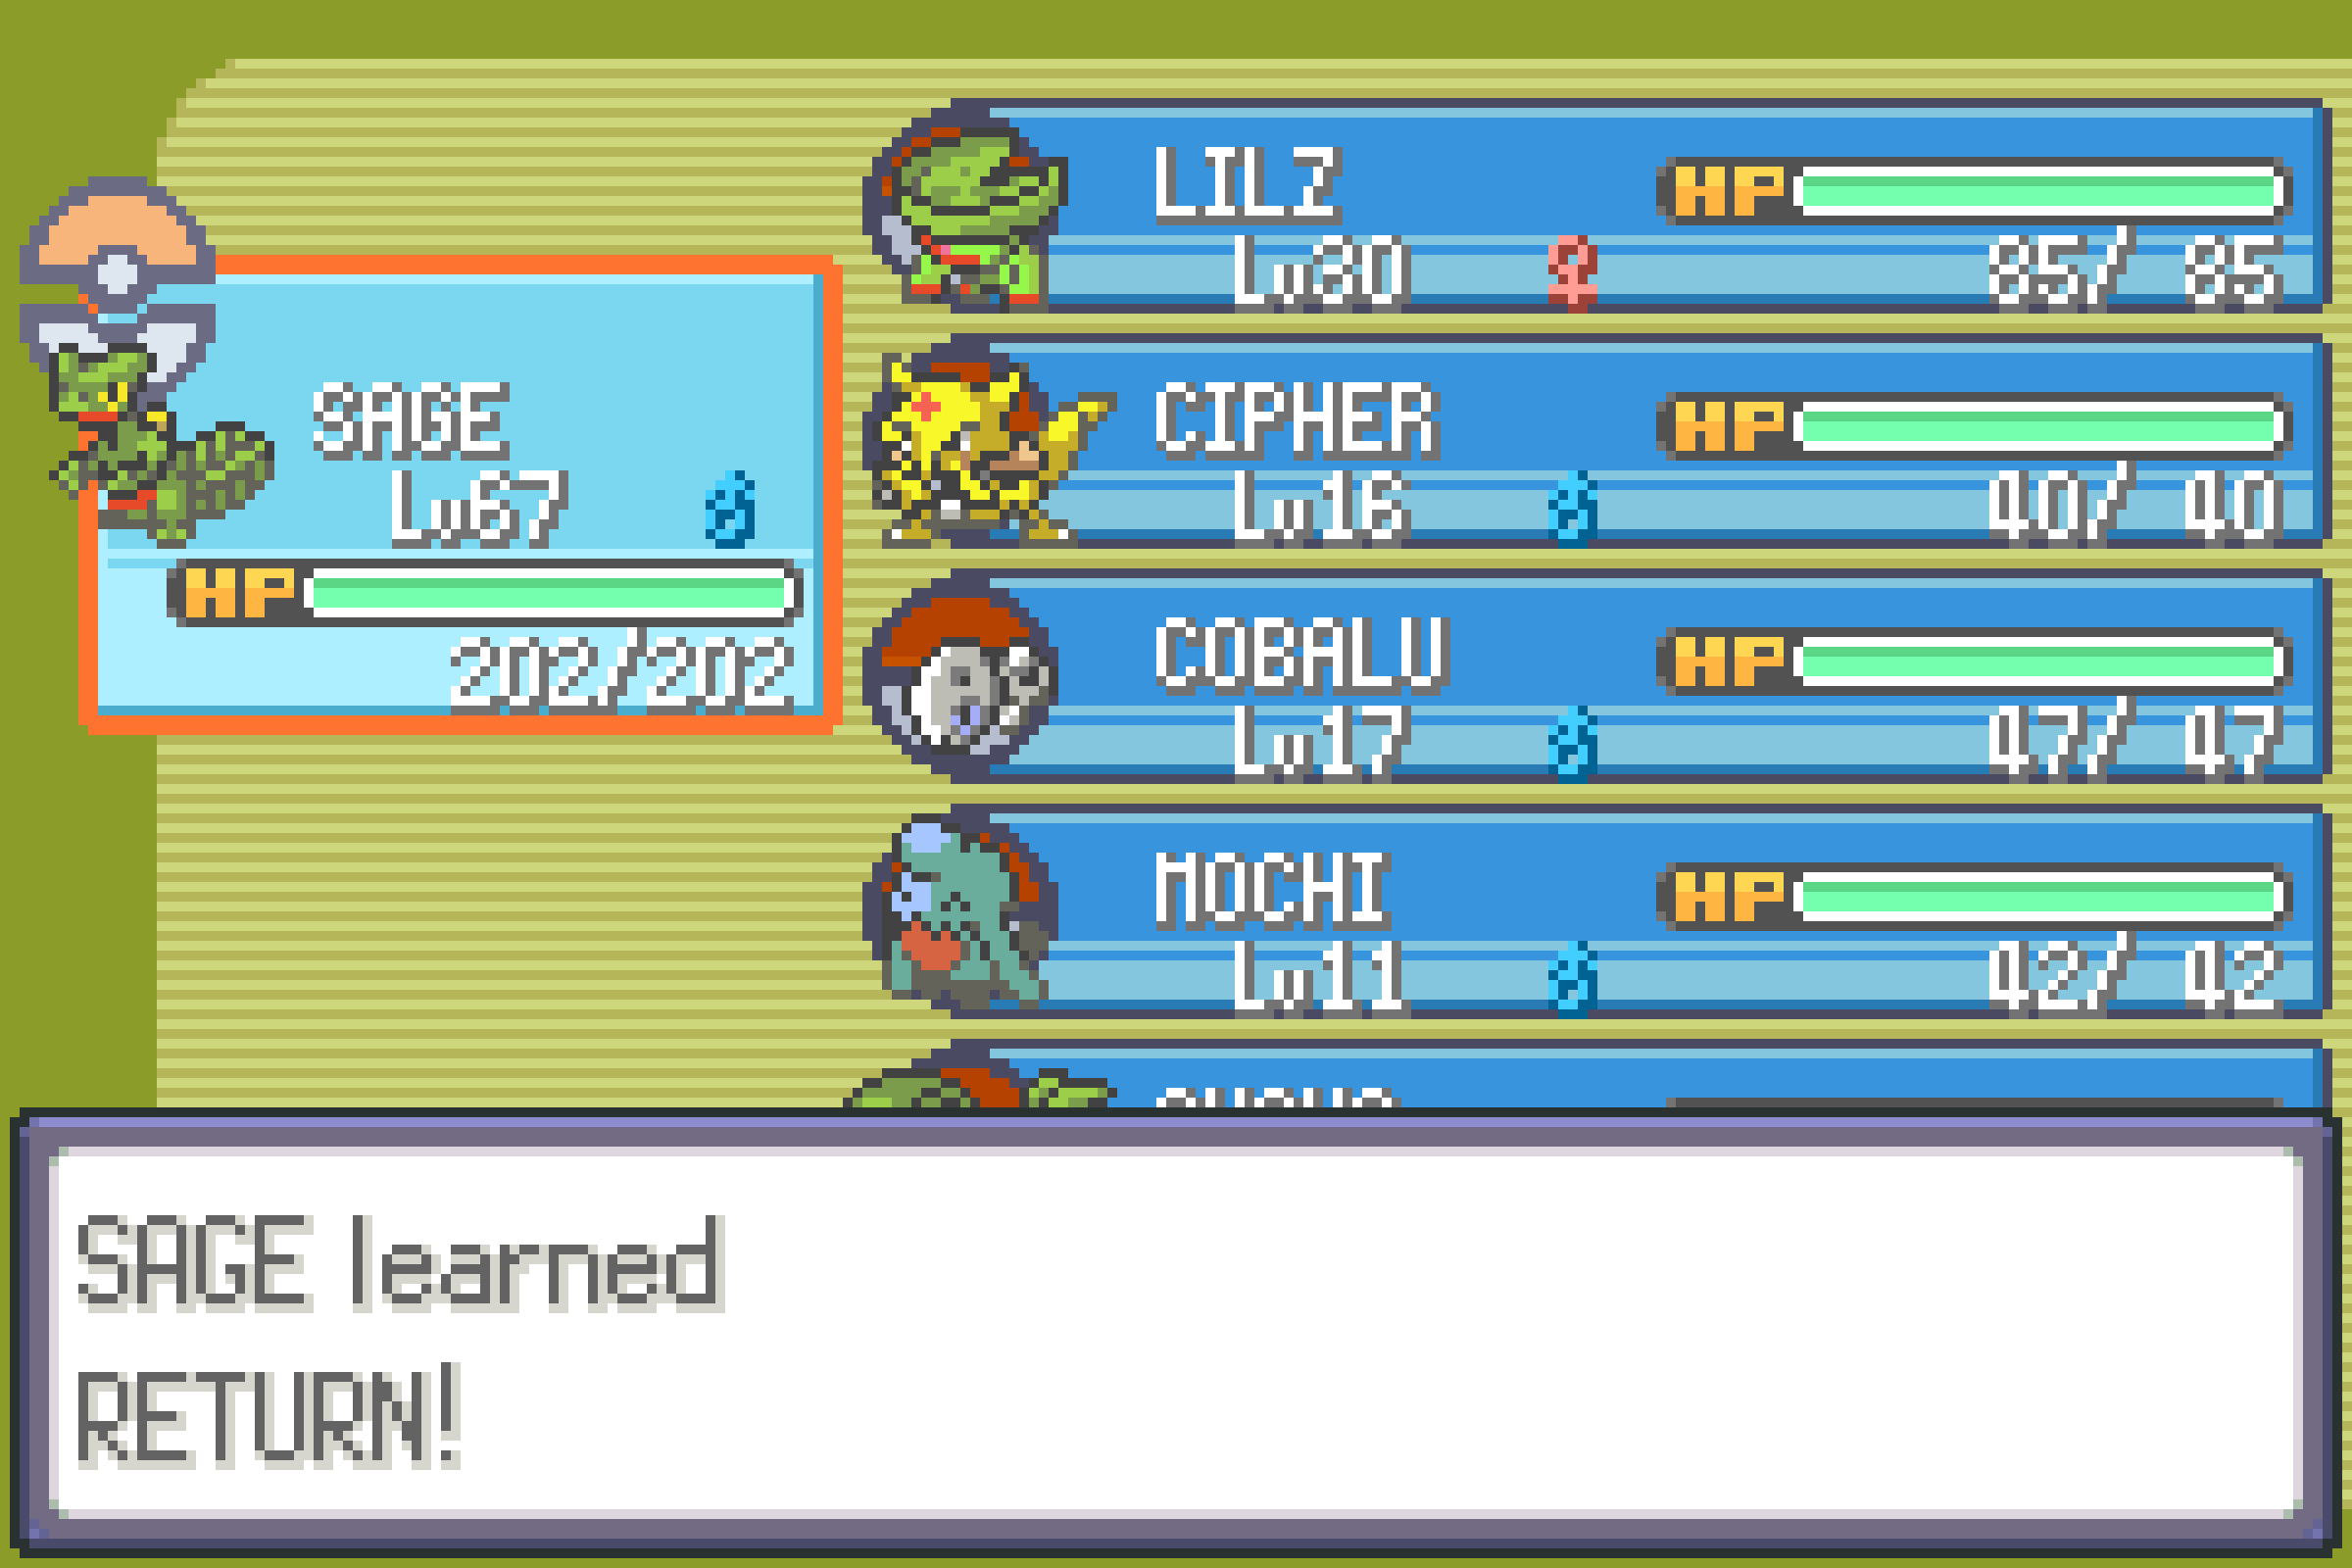 LILZ
HP
Lv30 ♀ 85/ 85
SAGE
Lv67 ♂
HP
202/202
CIPHER
HP
Lv16 ♂ 40/ 40
COBALU
HP
Lv17 ♂ 47/ 47
MOCHI
HP
Lv11 ♂ 42/ 42
SAGE learned
RETURN!